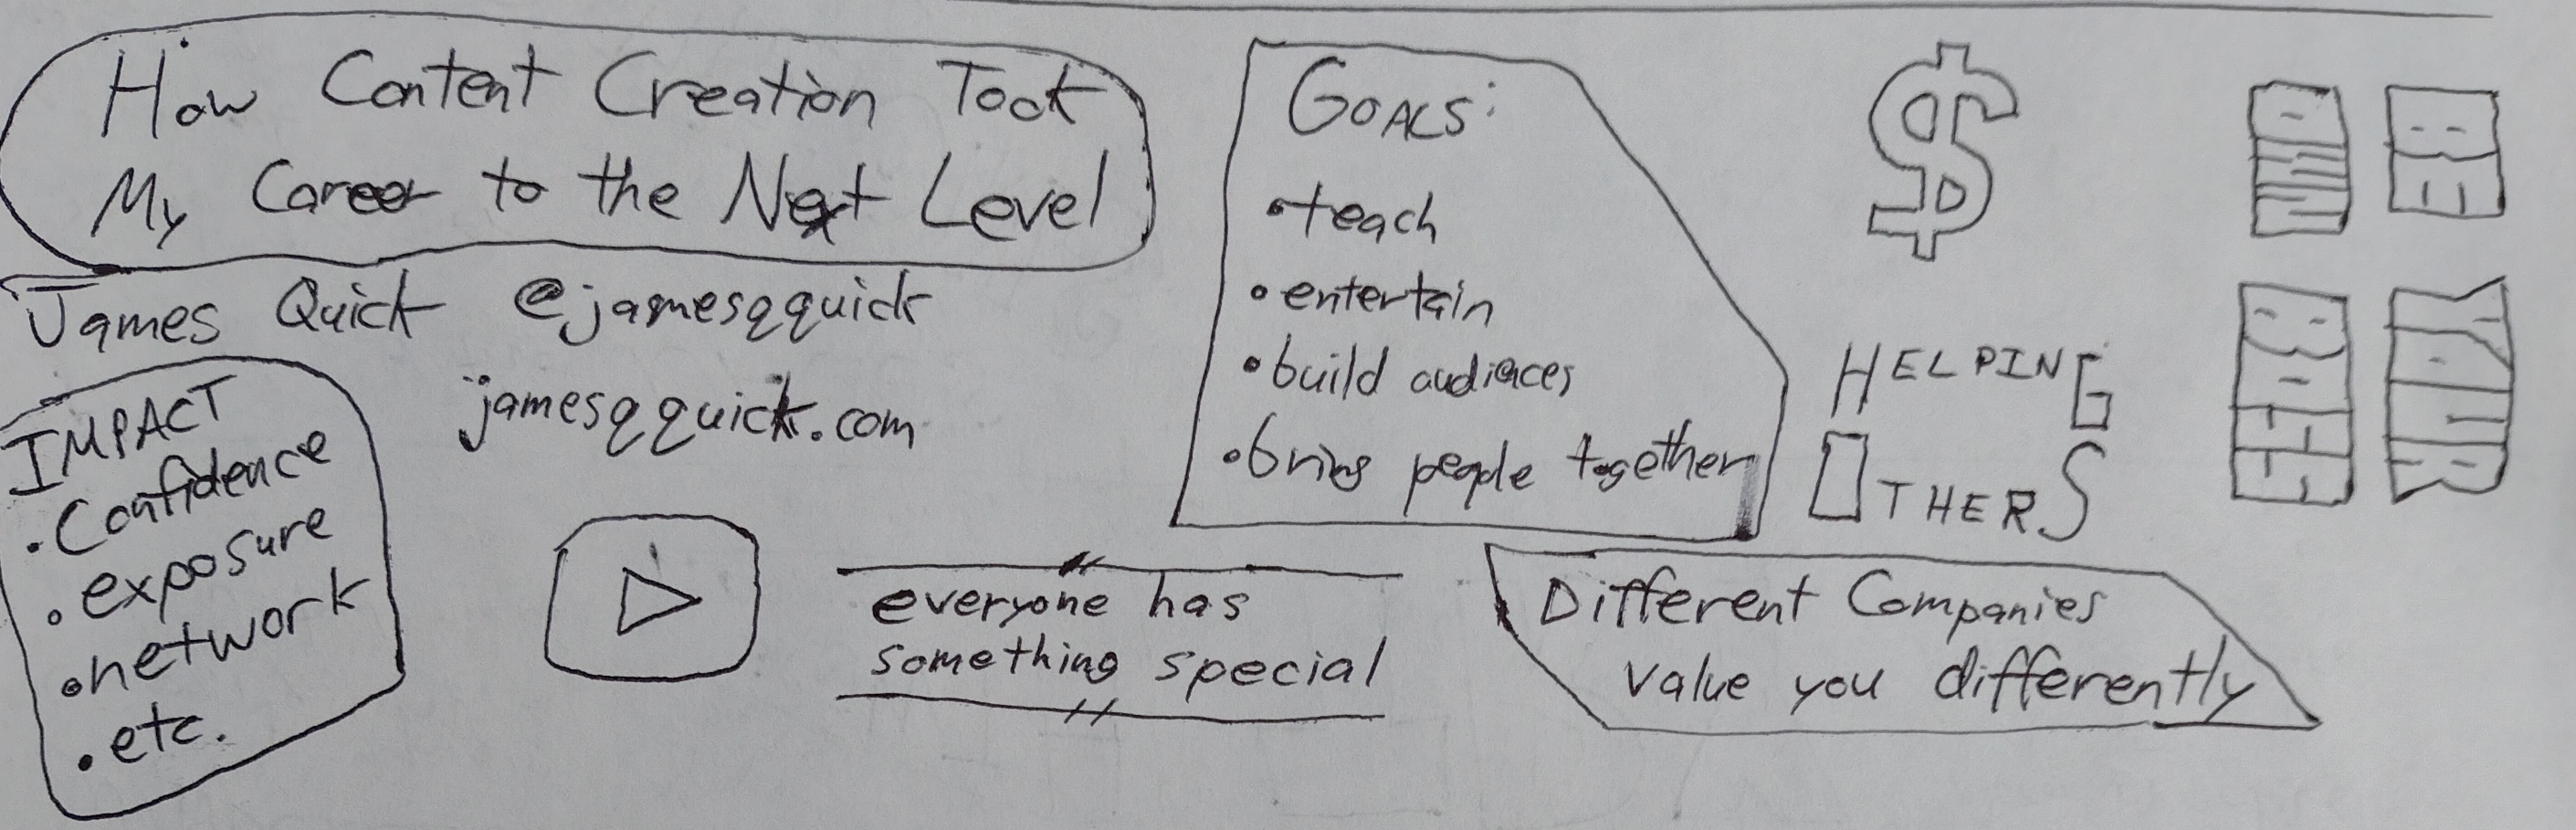 How Content Creation Took
My Career to the Next Level
James Quick @jamesqquick
jamesqquick.com
IMPACT
• Confidence
• exposure
• network
• etc.
GOALS:
• teach
• entertain
• build audiences
• bring people together
$
HELPING
OTHERS
everyone has
something special
Different Companies
value you differently